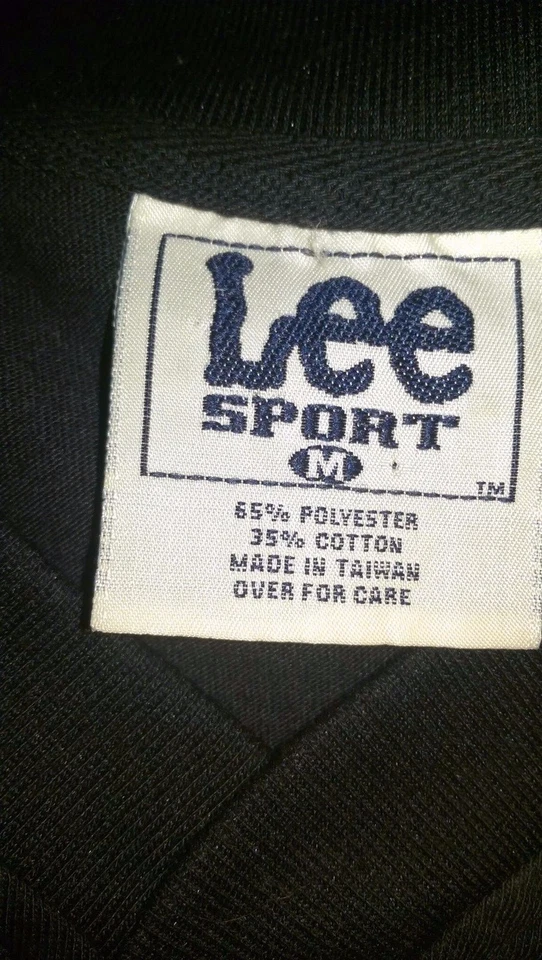 Lee
SPORT
M
TM
65% POLYESTER
35% COTTON
MADE IN TAIWAN
OVER FOR CARE